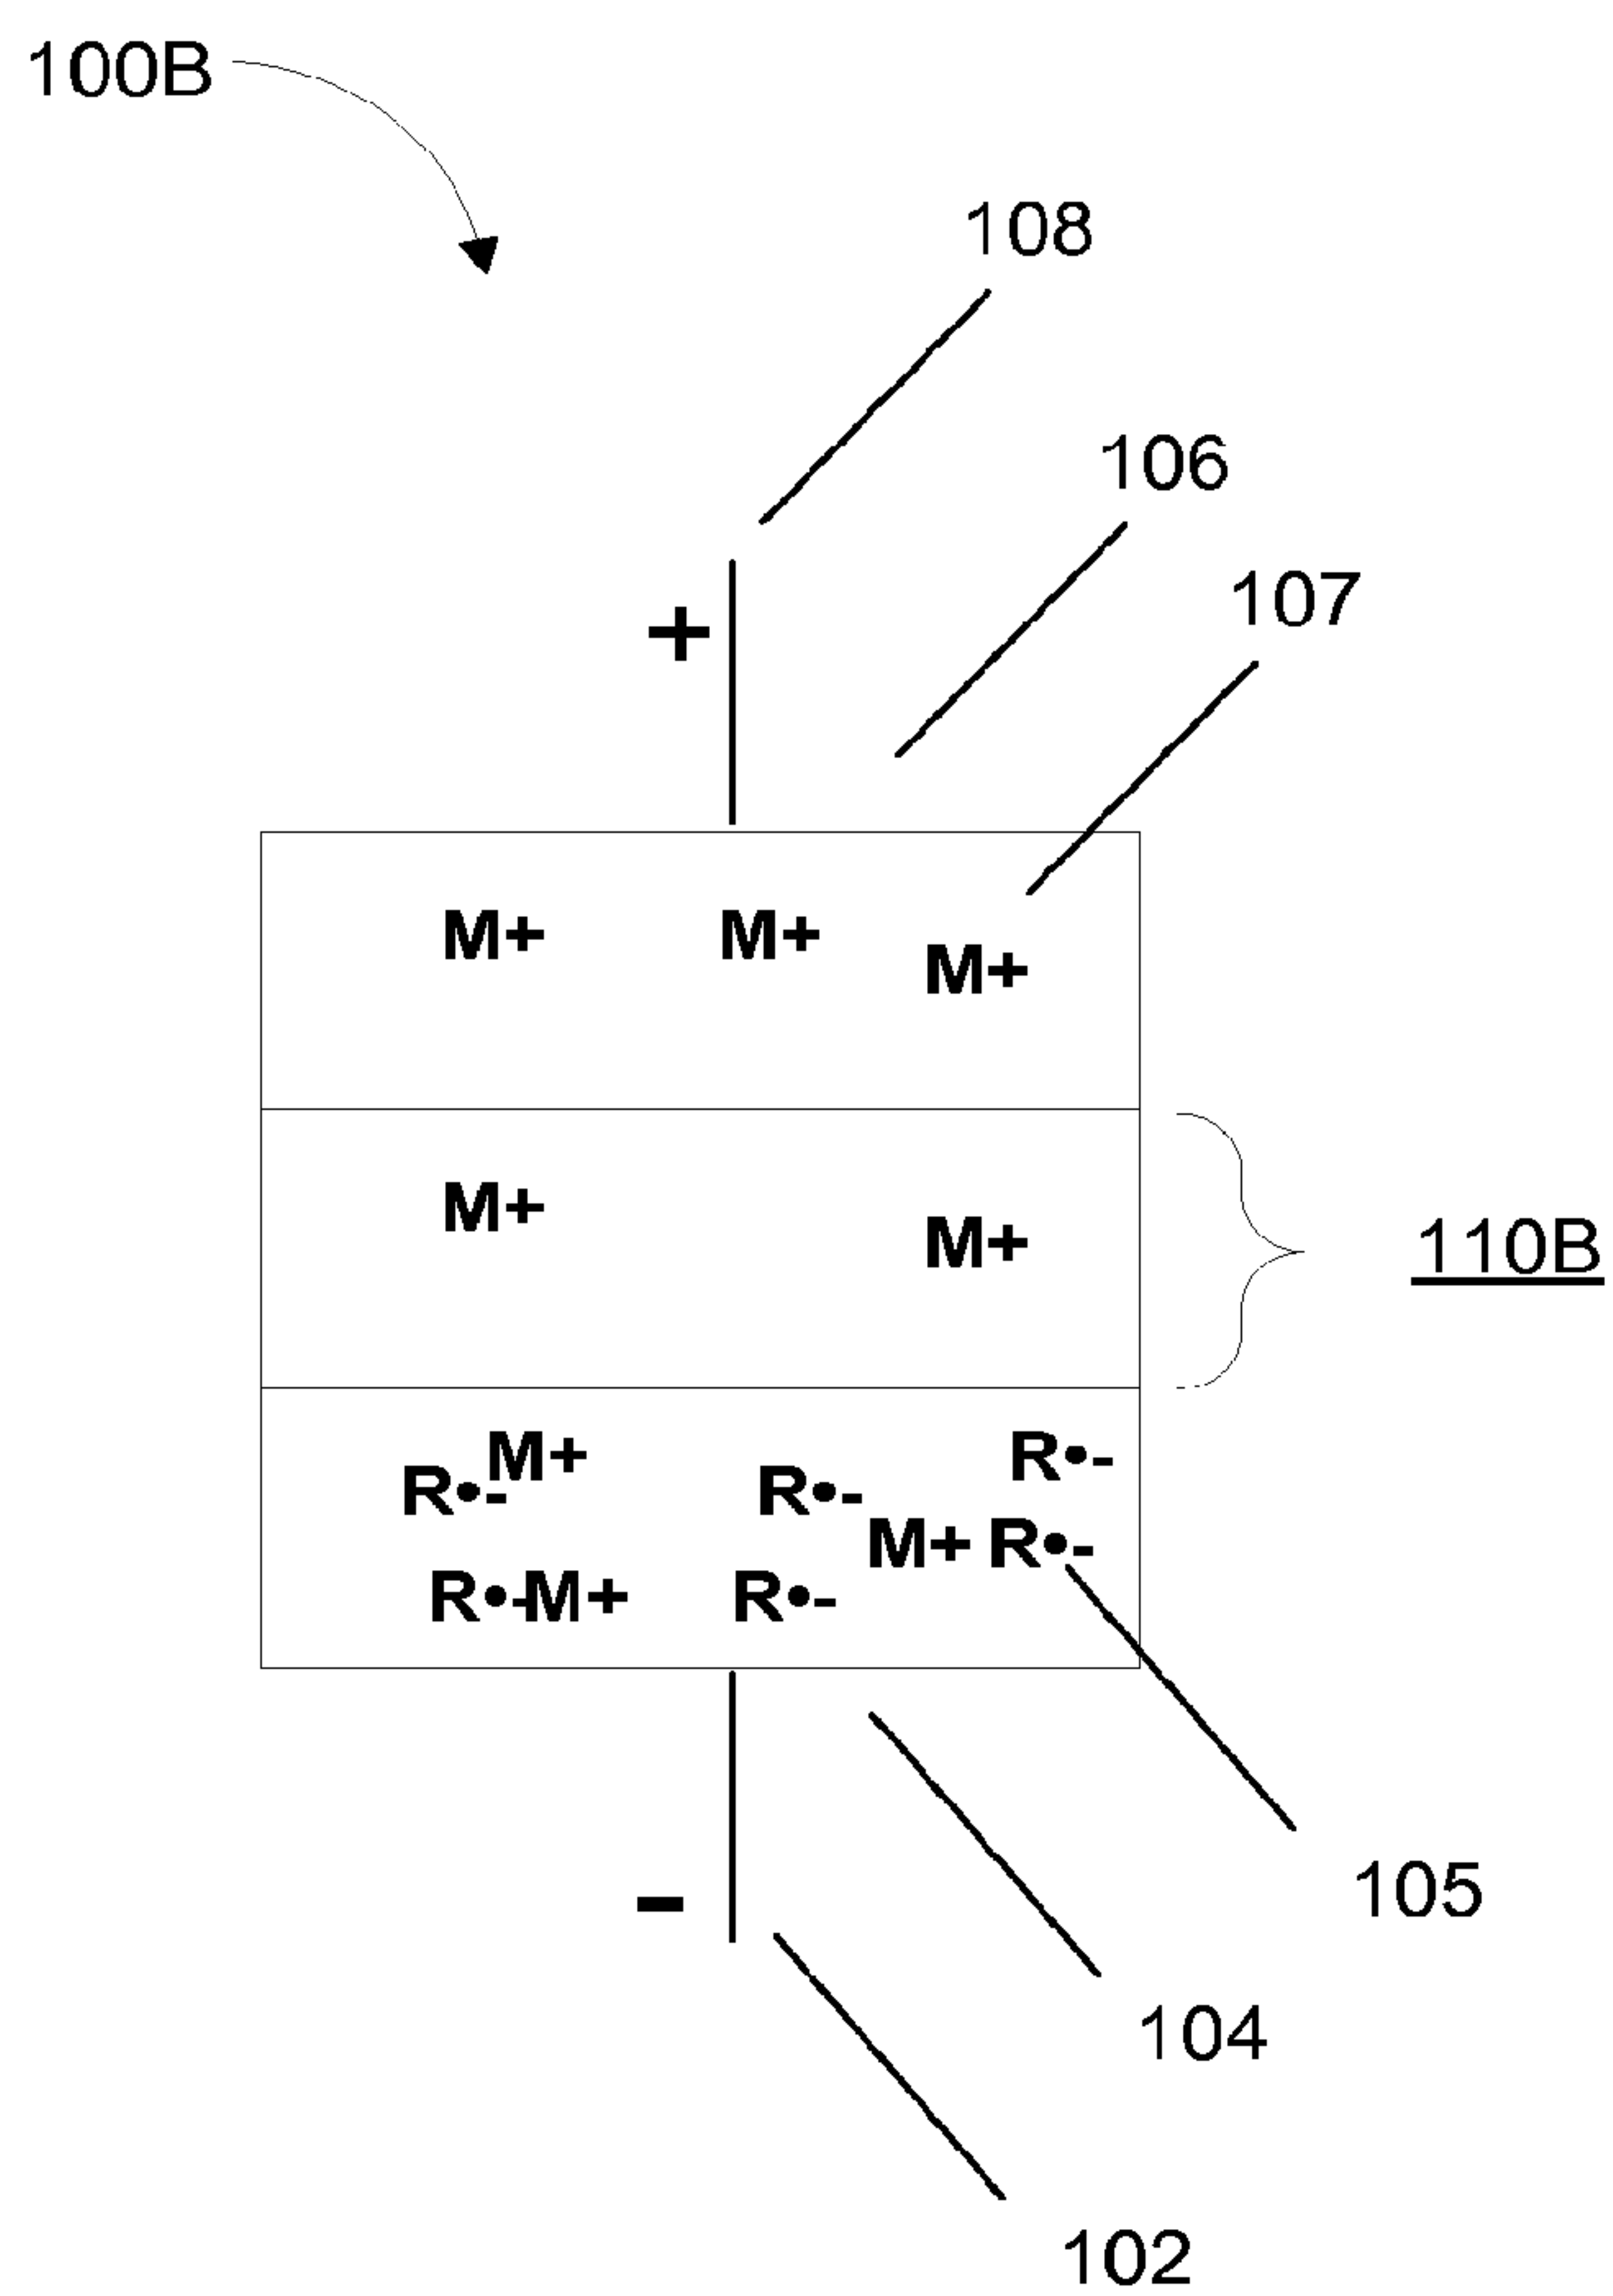 100B
108
106
107
+
M+ M+ M+
M+ M+
110B
R•- M+ R•- R•-
M+ R•-
R•- M+ R•-
-
105
104
102